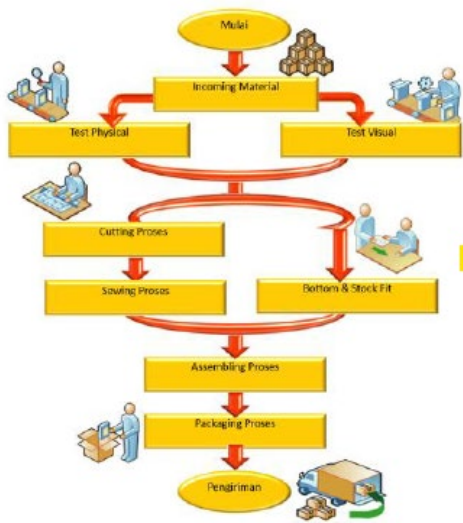 Mulai
Incoming Material
Test Physical
Test Visual
Cutting Proses
Sewing Proses
Bottom & Stock Fit
Assembling Proses
Packaging Proses
Pengiriman